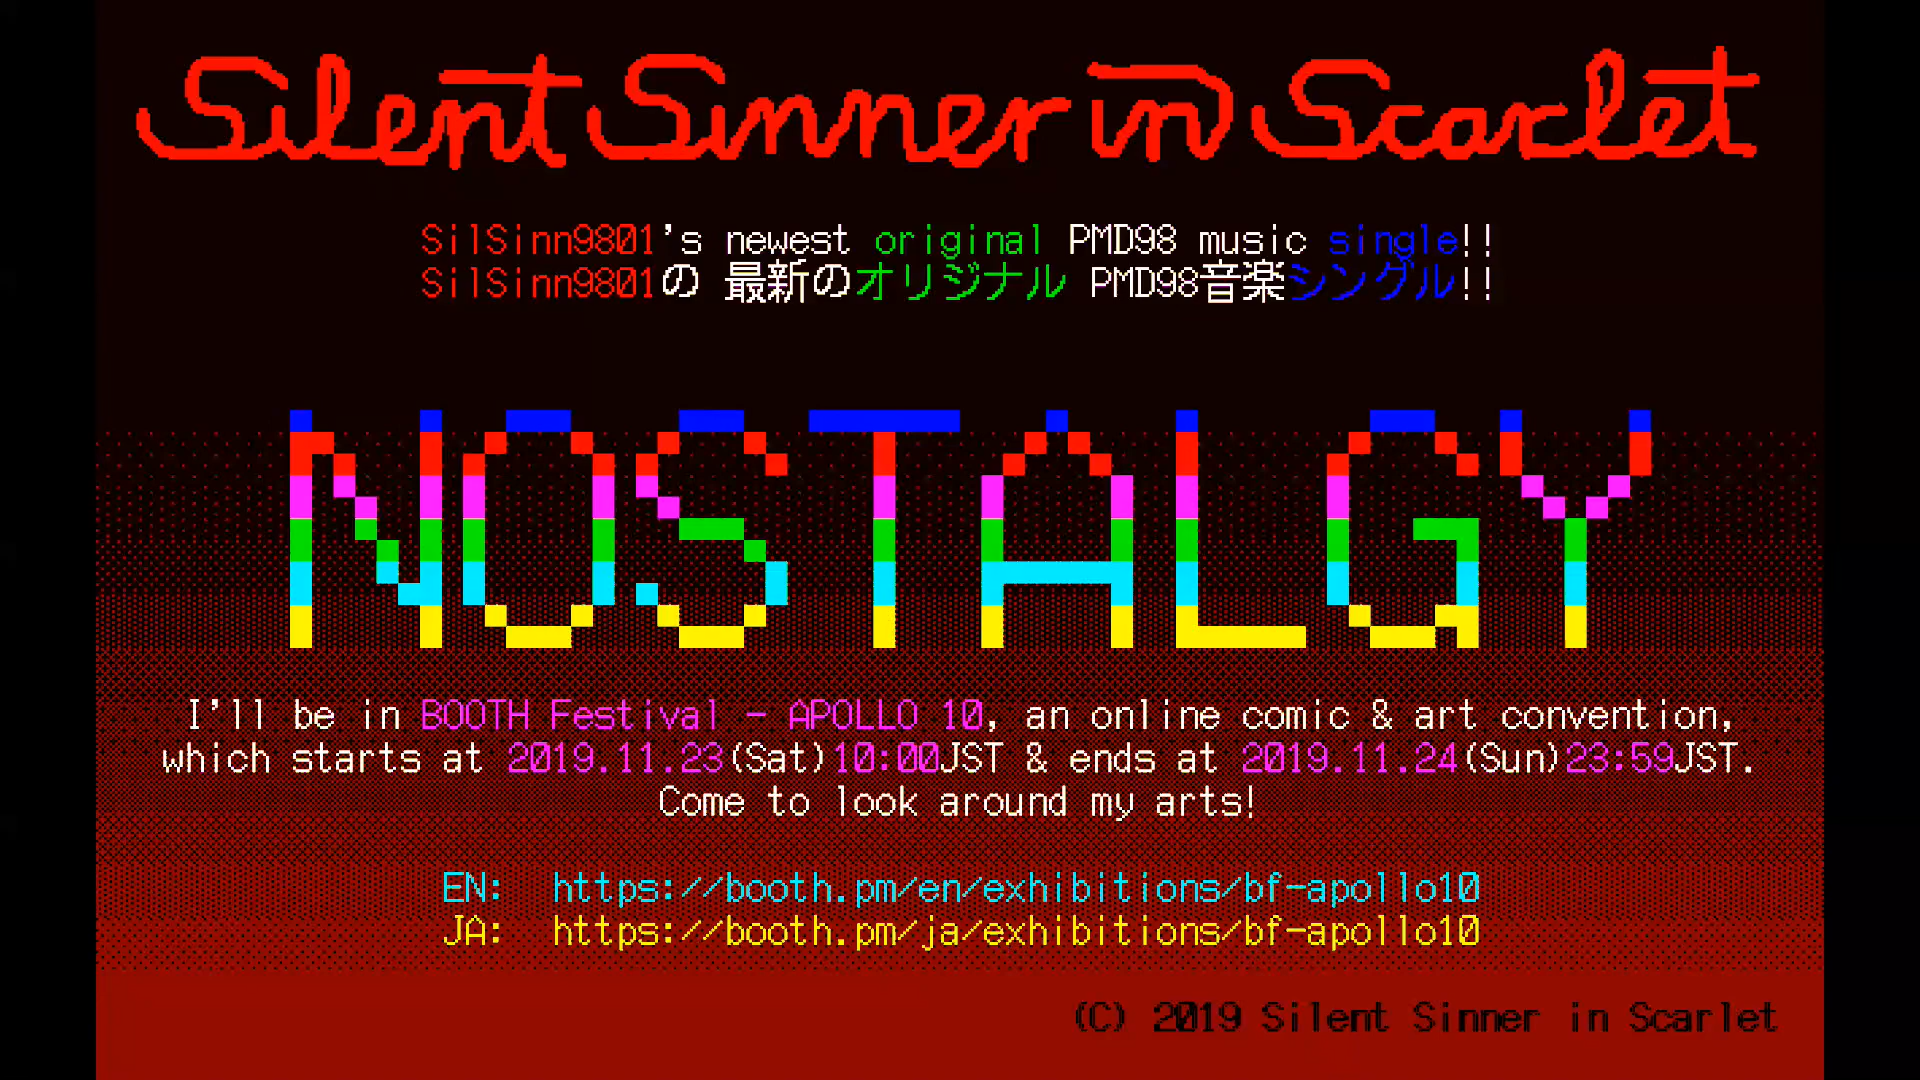 Silent Sinner in Scarlet
SilSinn9801's newest original PMD98 music single!!
SilSinn9801の 最新のオリジナル PMD98音楽シングル!!
NOSTALGY
I'll be in BOOTH Festival - APOLLO 10, an online comic & art convention,
which starts at 2019.11.23(Sat)10:00JST & ends at 2019.11.24(Sun)23:59JST.
Come to look around my arts!
EN: https://booth.pm/en/exhibitions/bf-apollo10
JA: https://booth.pm/ja/exhibitions/bf-apollo10
(C) 2019 Silent Sinner in Scarlet